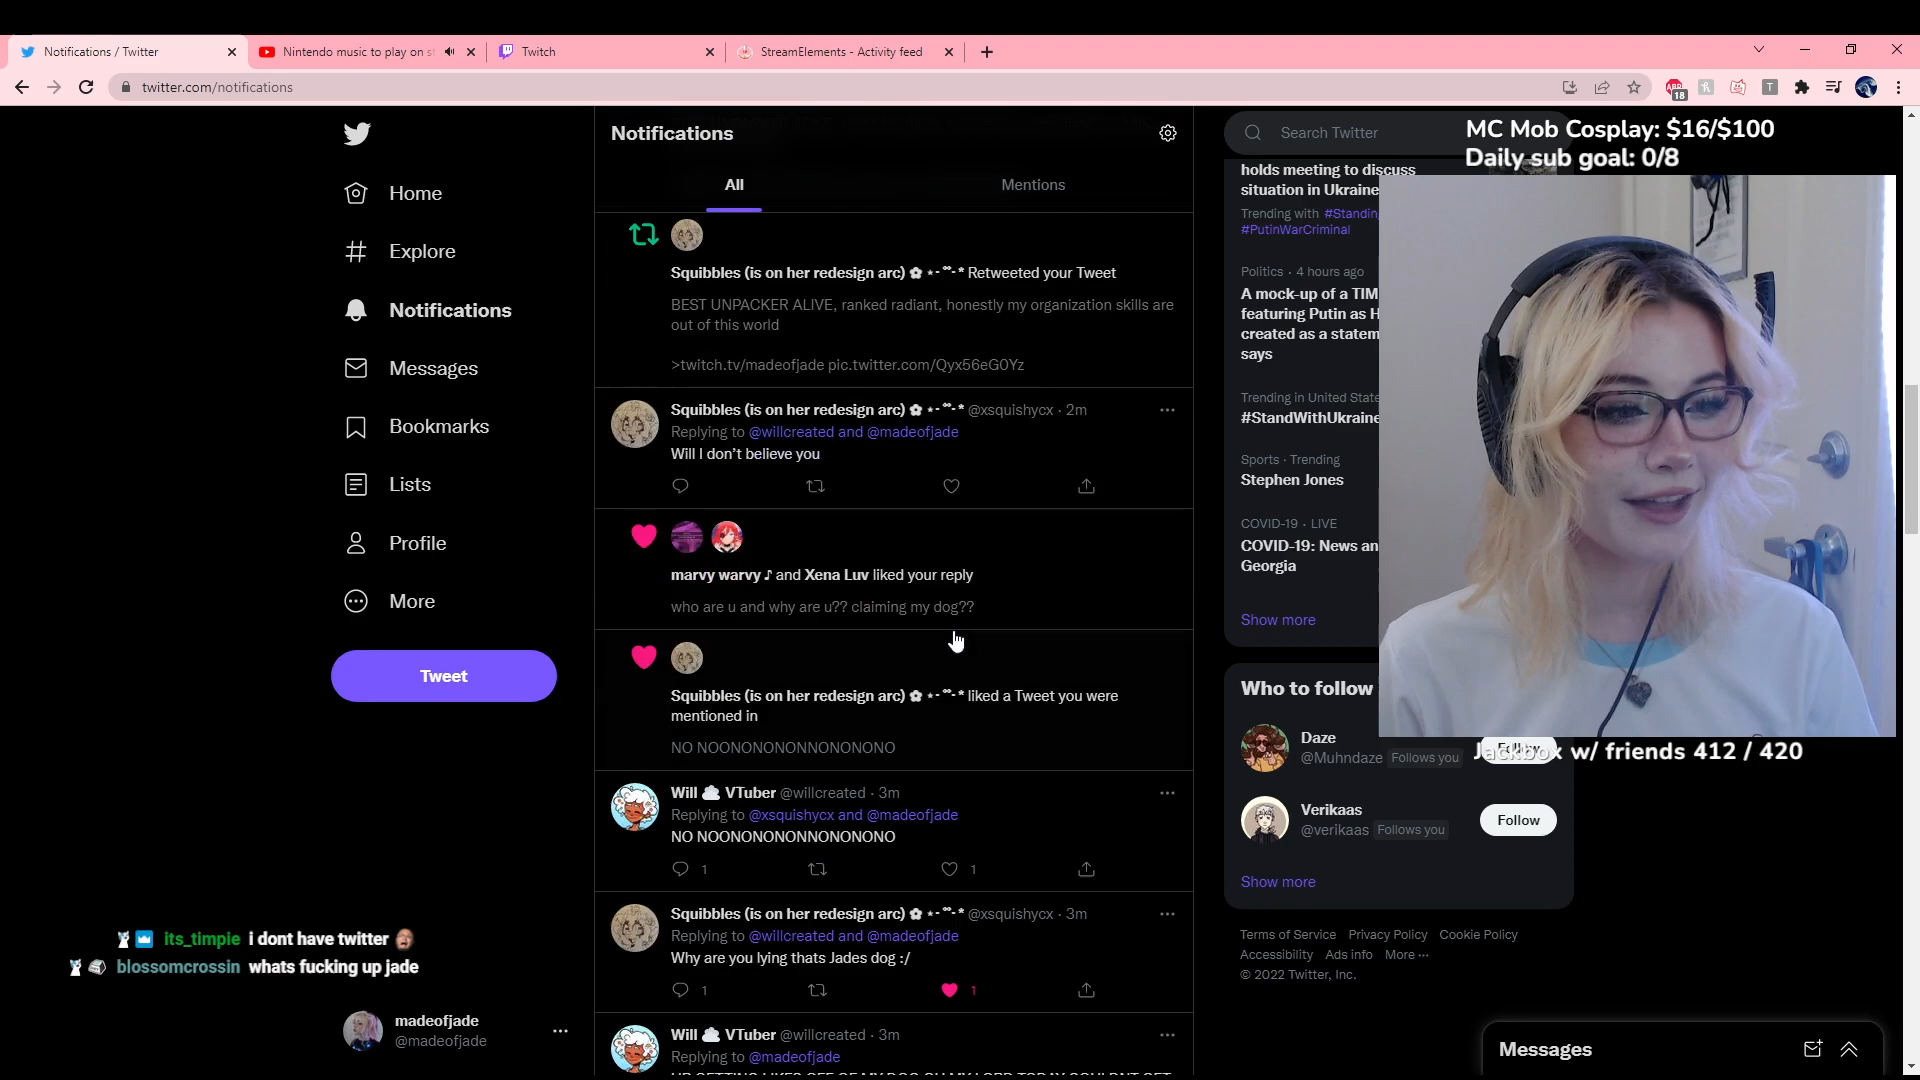 Notifications / Twitter
Nintendo music to play on st
Twitch
StreamElements - Activity feed
twitter.com/notifications
18
T
Home
Explore
Notifications
Messages
Bookmarks
Lists
Profile
More
Tweet
its_timpie i dont have twitter
blossomcrossin whats fucking up jade
madeofjade
@madeofjade
Notifications
All
Mentions
Squibbles (is on her redesign arc) Retweeted your Tweet
BEST UNPACKER ALIVE, ranked radiant, honestly my organization skills are
out of this world
>twitch.tv/madeofjade pic.twitter.com/Qyx56eG0Yz
Squibbles (is on her redesign arc) @xsquishycx · 2m
Replying to @willcreated and @madeofjade
Will I don't believe you
marvy warvy ♪ and Xena Luv liked your reply
who are u and why are u?? claiming my dog??
Squibbles (is on her redesign arc) liked a Tweet you were
mentioned in
NO NOONONONONNONONONO
Will VTuber @willcreated · 3m
Replying to @xsquishycx and @madeofjade
NO NOONONONONNONONONO
1
1
Squibbles (is on her redesign arc) @xsquishycx · 3m
Replying to @willcreated and @madeofjade
Why are you lying thats Jades dog :/
1
1
Will VTuber @willcreated · 3m
Replying to @madeofjade
Search Twitter
MC Mob Cosplay: $16/$100
Daily sub goal: 0/8
holds meeting to discuss
situation in Ukraine
Trending with #Standin
#PutinWarCriminal
Politics · 4 hours ago
A mock-up of a TIM
featuring Putin as H
created as a statem
says
Trending in United State
#StandWithUkraine
Sports · Trending
Stephen Jones
COVID-19 · LIVE
COVID-19: News an
Georgia
Show more
Who to follow
Daze
@Muhndaze Follows you
Follow
Jackbox w/ friends 412 / 420
Verikaas
@verikaas Follows you
Follow
Show more
Terms of Service Privacy Policy Cookie Policy
Accessibility Ads info More ···
© 2022 Twitter, Inc.
Messages